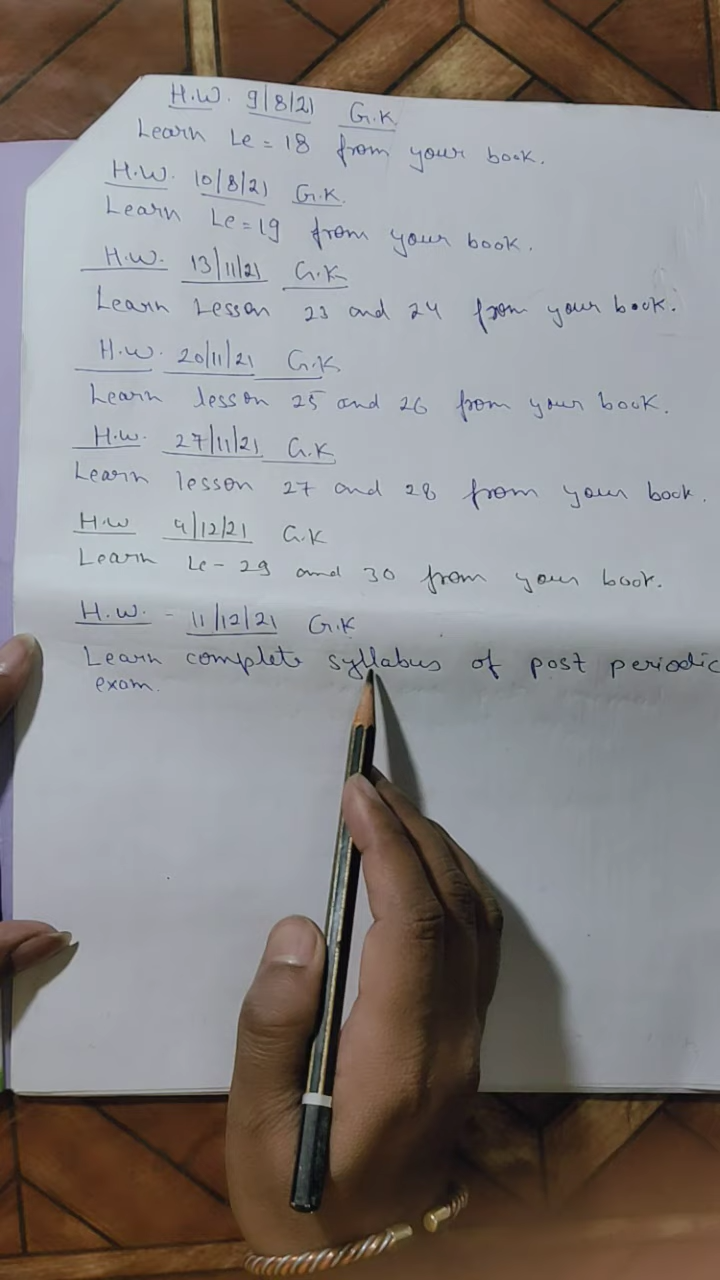 H.W. 9/8/21 G.K
Learn Le = 18 from your book.
H.W. 10/8/21 G.K.
Learn Le = 19 from your book.
H.W. 13/11/21 G.K
Learn Lesson 23 and 24 from your book.
H.W. 20/11/21 G.K
Learn lesson 25 and 26 from your book.
H.W. 27/11/21 G.K
Learn lesson 27 and 28 from your book.
H.W 4/12/21 G.K
Learn Le - 29 and 30 from your book.
H.W. - 11/12/21 G.K
Learn complete syllabus of post periodic
exam.